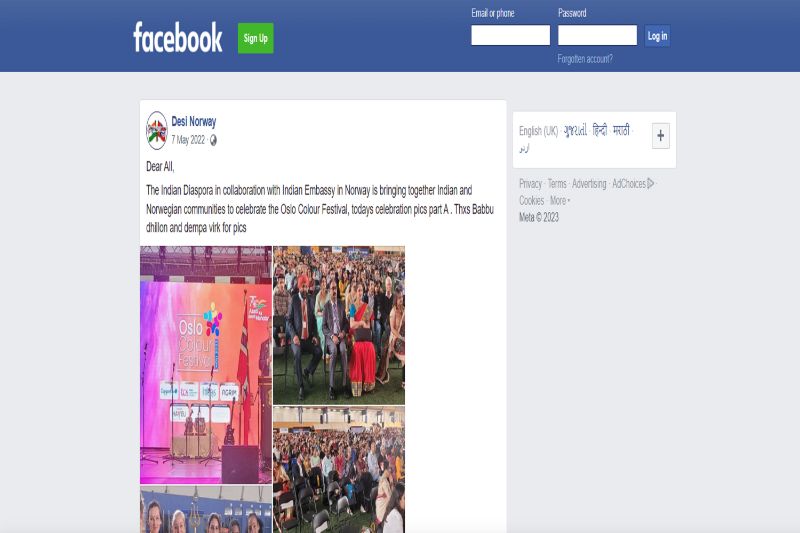 facebook
Sign Up
Email or phone
Password
Log in
Forgotten account?
Desi Norway
7 May 2022 ·
Dear All,
The Indian Diaspora in collaboration with Indian Embassy in Norway is bringing together Indian and
Norwegian communities to celebrate the Oslo Colour Festival, todays celebration pics part A . Thxs Babbu
dhillon and dempa virk for pics
Oslo
Colour
Festival
English (UK) · ગુજરાતી · हिन्दी · मराठी ·
اردو
+
Privacy · Terms · Advertising · AdChoices ·
Cookies · More
Meta © 2023